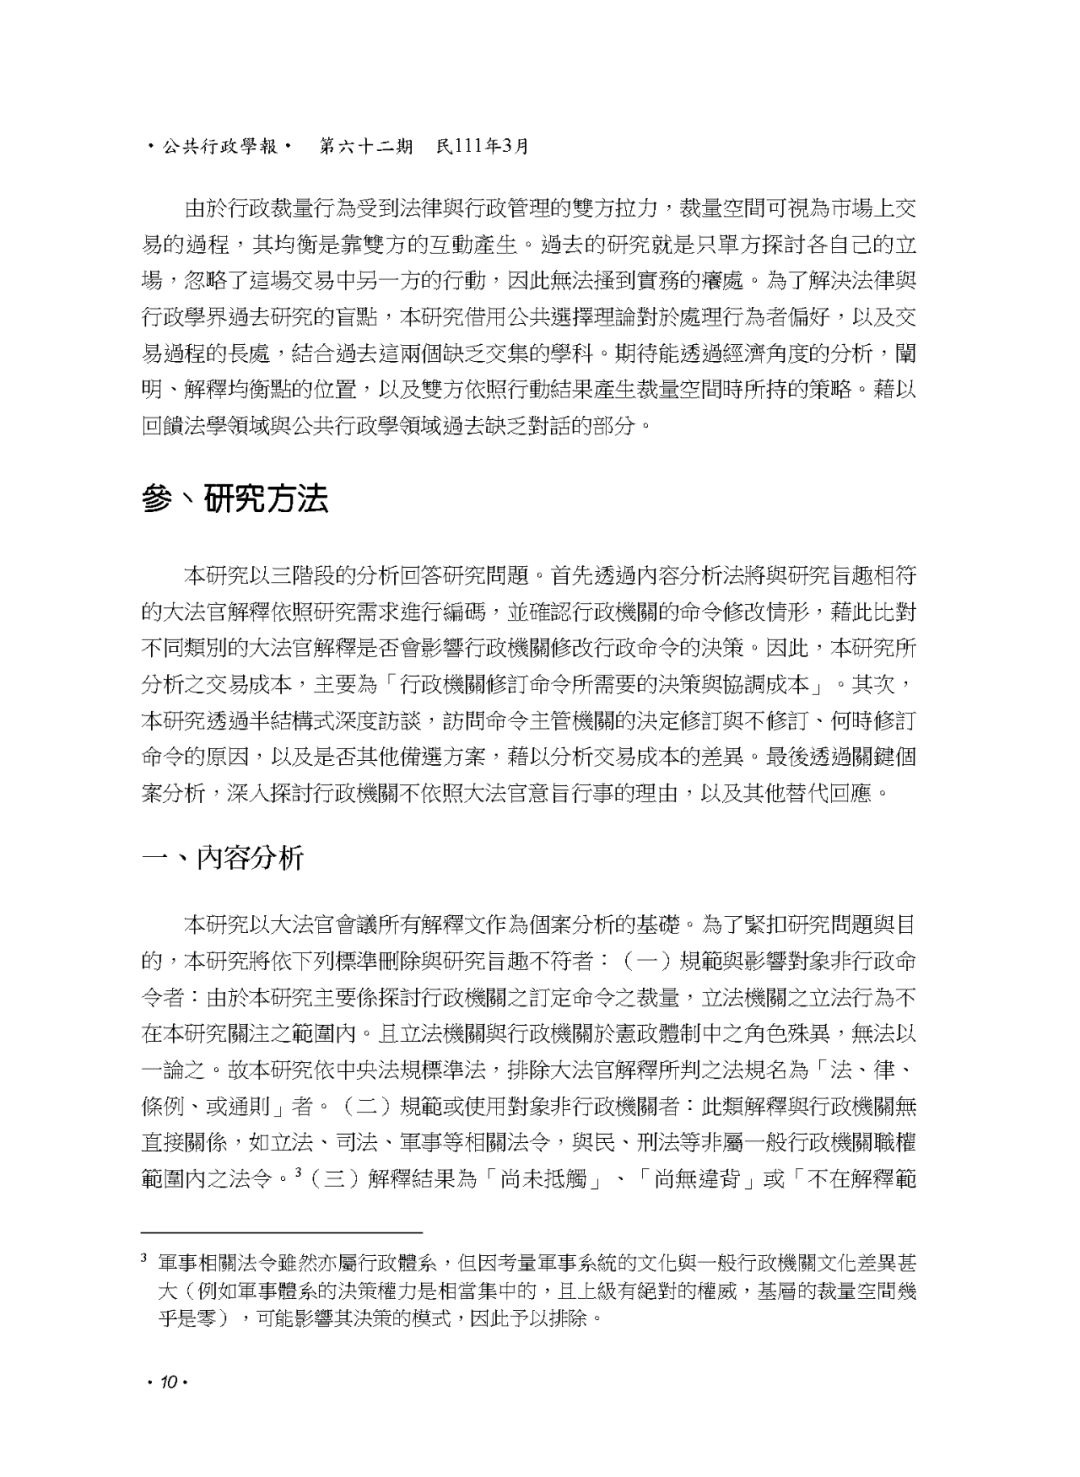 •公共行政學報•　第六十二期　民111年3月
由於行政裁量行為受到法律與行政管理的雙方拉力，裁量空間可視為市場上交
易的過程，其均衡是靠雙方的互動產生。過去的研究就是只單方探討各自己的立
場，忽略了這場交易中另一方的行動，因此無法搔到實務的癢處。為了解決法律與
行政學界過去研究的盲點，本研究借用公共選擇理論對於處理行為者偏好，以及交
易過程的長處，結合過去這兩個缺乏交集的學科。期待能透過經濟角度的分析，闡
明、解釋均衡點的位置，以及雙方依照行動結果產生裁量空間時所持的策略。藉以
回饋法學領域與公共行政學領域過去缺乏對話的部分。
參、研究方法
本研究以三階段的分析回答研究問題。首先透過內容分析法將與研究旨趣相符
的大法官解釋依照研究需求進行編碼，並確認行政機關的命令修改情形，藉此比對
不同類別的大法官解釋是否會影響行政機關修改行政命令的決策。因此，本研究所
分析之交易成本，主要為「行政機關修訂命令所需要的決策與協調成本」。其次，
本研究透過半結構式深度訪談，訪問命令主管機關的決定修訂與不修訂、何時修訂
命令的原因，以及是否其他備選方案，藉以分析交易成本的差異。最後透過關鍵個
案分析，深入探討行政機關不依照大法官意旨行事的理由，以及其他替代回應。
一、內容分析
本研究以大法官會議所有解釋文作為個案分析的基礎。為了緊扣研究問題與目
的，本研究將依下列標準刪除與研究旨趣不符者：（一）規範與影響對象非行政命
令者：由於本研究主要係探討行政機關之訂定命令之裁量，立法機關之立法行為不
在本研究關注之範圍內。且立法機關與行政機關於憲政體制中之角色殊異，無法以
一論之。故本研究依中央法規標準法，排除大法官解釋所判之法規名為「法、律、
條例、或通則」者。（二）規範或使用對象非行政機關者：此類解釋與行政機關無
直接關係，如立法、司法、軍事等相關法令，與民、刑法等非屬一般行政機關職權
範圍內之法令。3（三）解釋結果為「尚未抵觸」、「尚無違背」或「不在解釋範
3 軍事相關法令雖然亦屬行政體系，但因考量軍事系統的文化與一般行政機關文化差異甚
大（例如軍事體系的決策權力是相當集中的，且上級有絕對的權威，基層的裁量空間幾
乎是零），可能影響其決策的模式，因此予以排除。
•10•